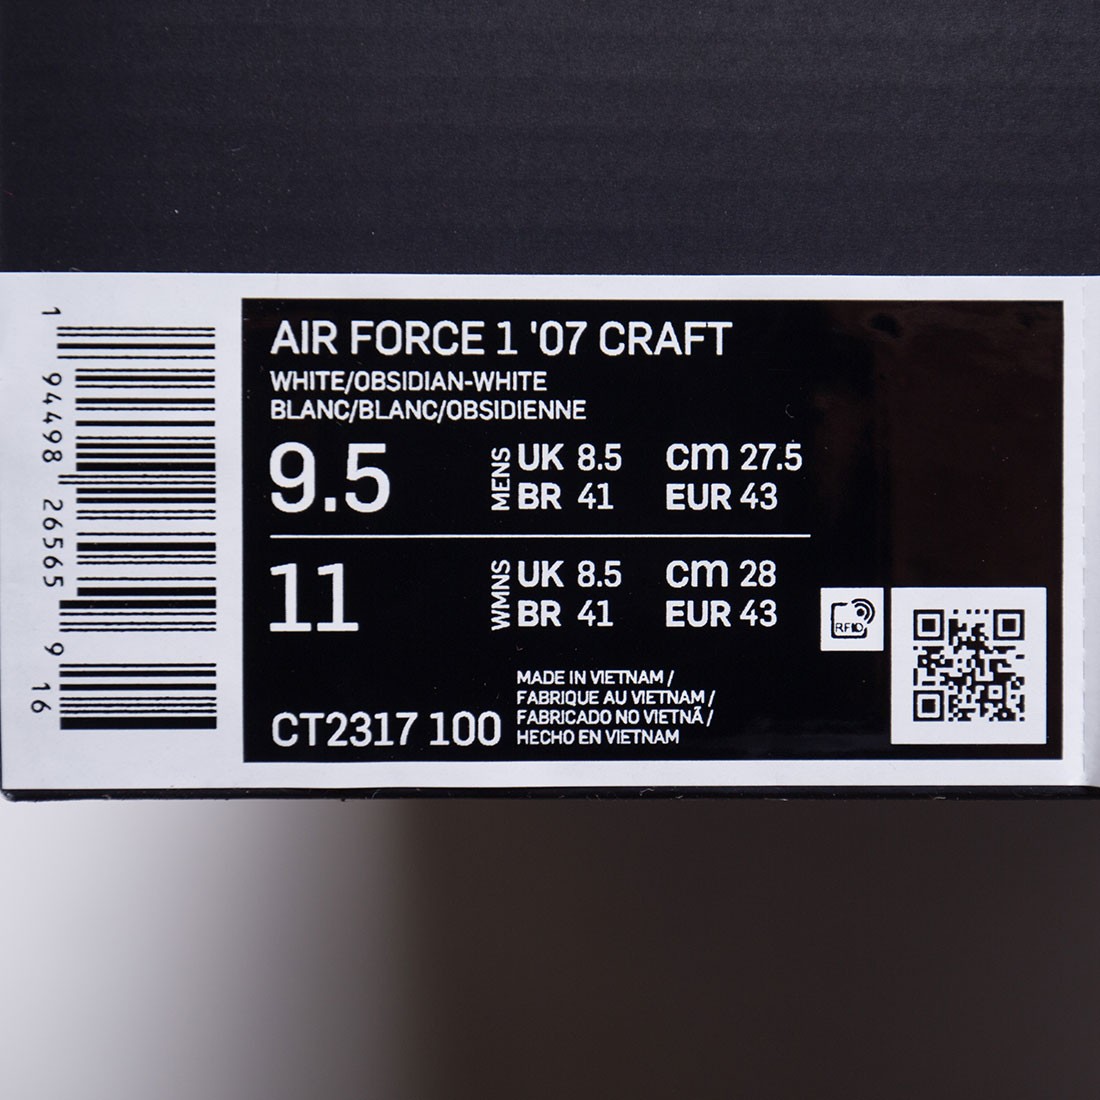 1 94498 26565 9 16
AIR FORCE 1 '07 CRAFT
WHITE/OBSIDIAN-WHITE
BLANC/BLANC/OBSIDIENNE
9.5 MENS UK 8.5 cm 27.5
BR 41 EUR 43
11 WMNS UK 8.5 cm 28
BR 41 EUR 43
RFID
CT2317 100
MADE IN VIETNAM /
FABRIQUE AU VIETNAM /
FABRICADO NO VIETNÃ /
HECHO EN VIETNAM